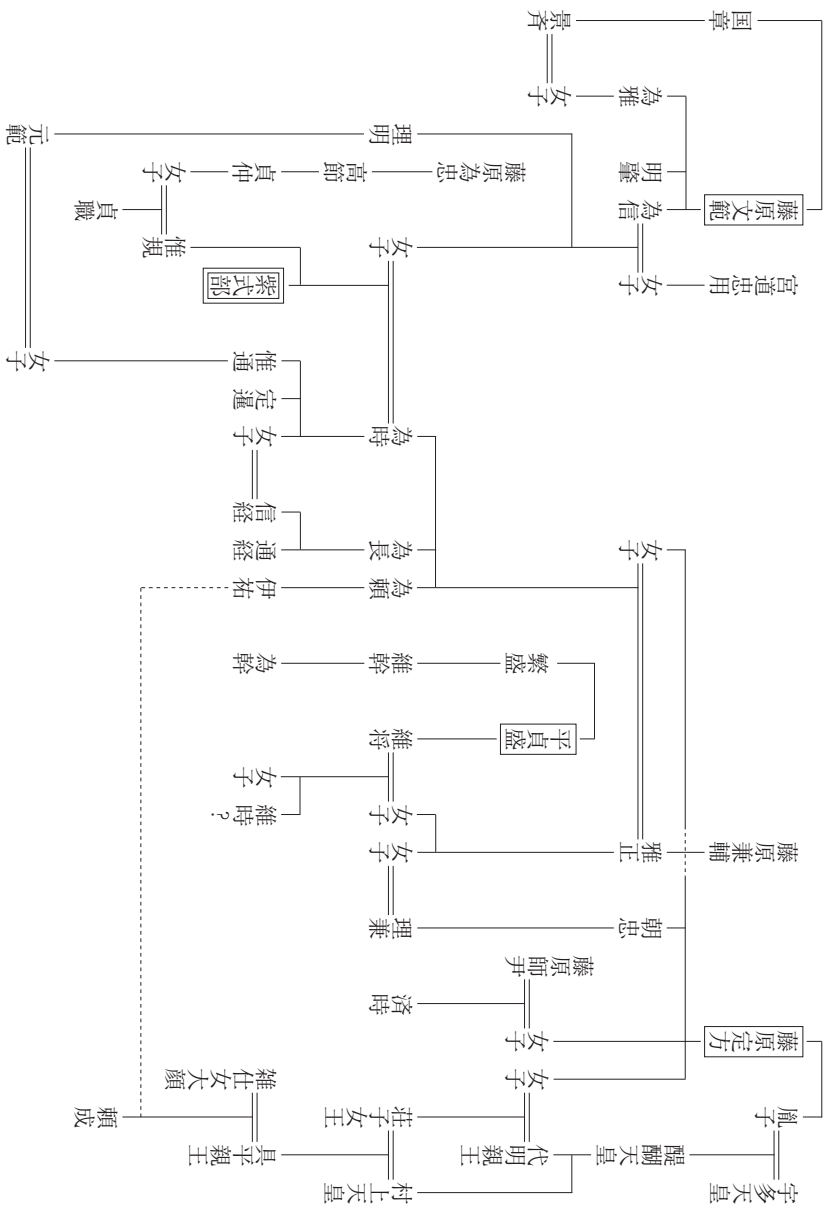 宇多天皇
村上天皇
醍醐天皇
代明親王
具平親王
胤子
荘子女王
頼成
女子
雑仕女大顔
藤原定方
女子
済時
藤原師尹
朝忠
理兼
藤原兼輔
雅正
女子
女子
維時?
女子
平貞盛
維将
繁盛
維幹
為幹
為頼
伊祐
女子
為長
通経
信経
為時
女子
定暹
惟通
女子
宮道忠用
女子
紫式部
女子
惟規
藤原文範
為信
貞職
明肇
藤原為忠
高節
貞仲
女子
理明
元範
為雅
女子
国章
景斉